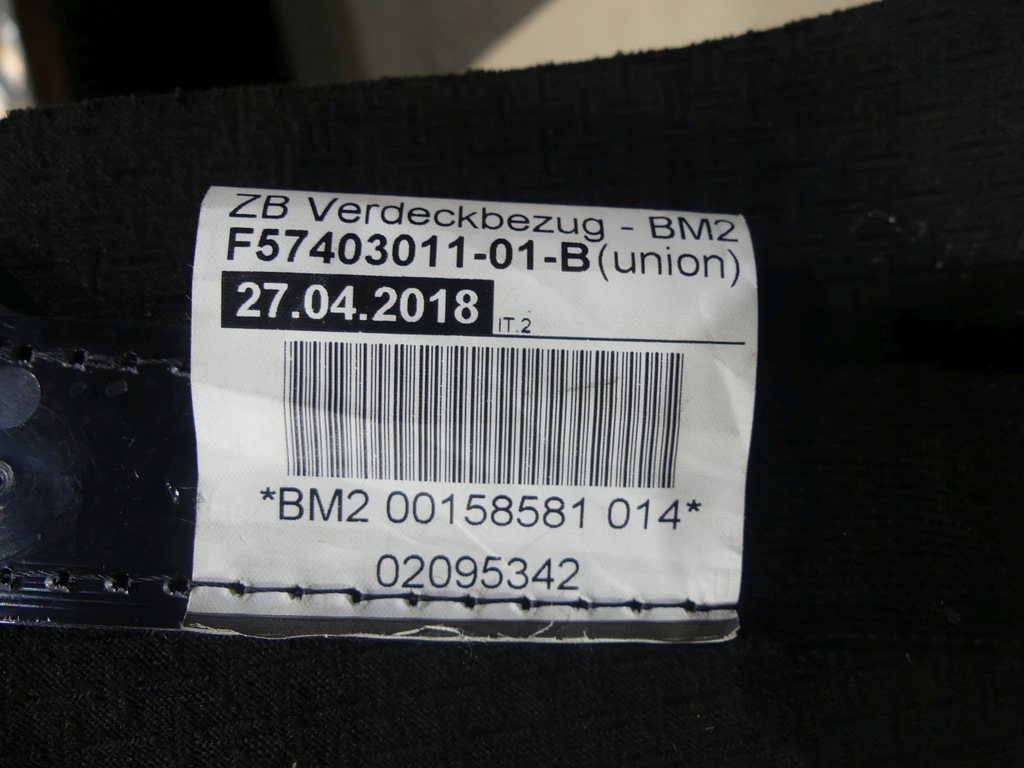 ZB Verdeckbezug - BM2
F57403011-01-B (union)
27.04.2018 IT.2
*BM2 00158581 014*
02095342